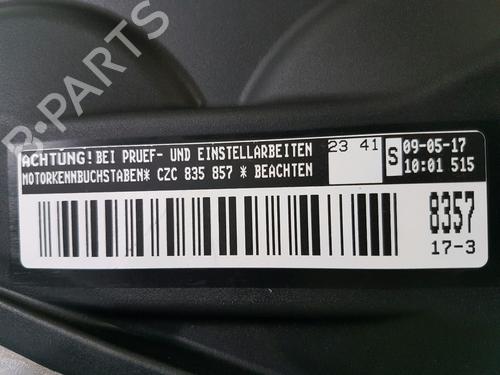 B-PARTS
ACHTUNG! BEI PRUEF- UND EINSTELLARBEITEN
MOTORKENNBUCHSTABEN* CZC 835 857 * BEACHTEN
23 41
S
09-05-17
10:01 515
8357
17-3